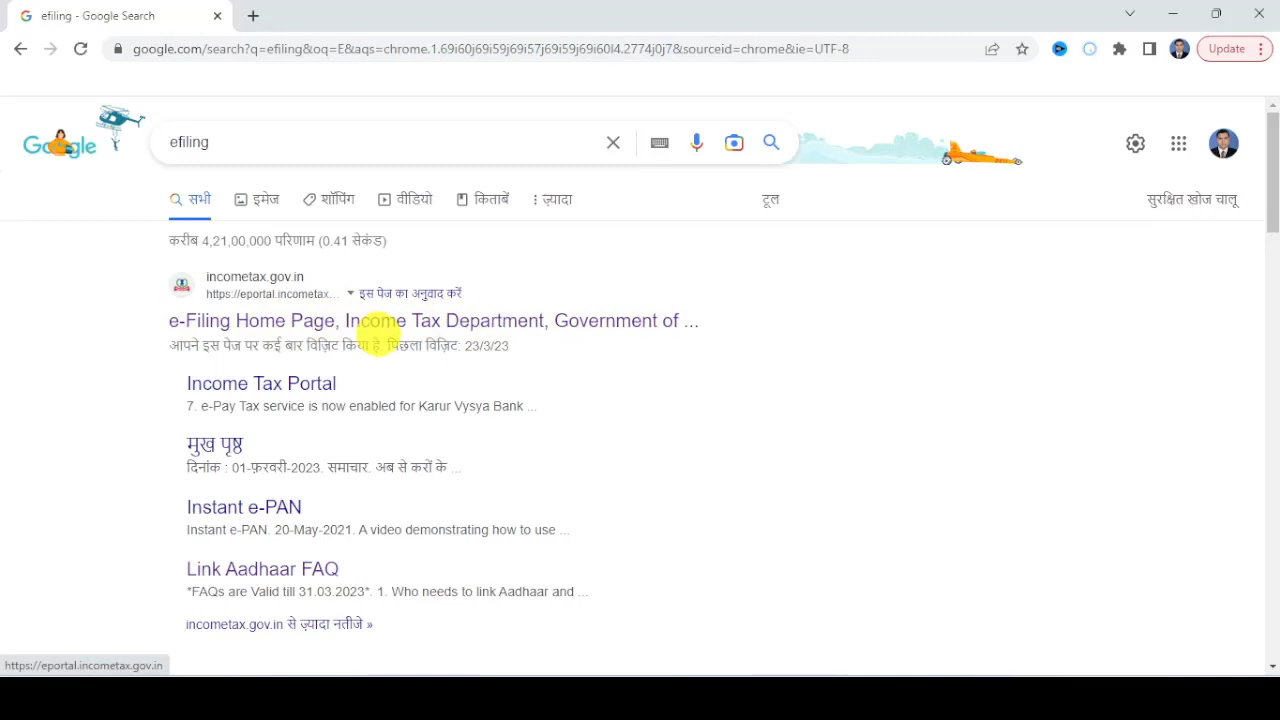 efiling - Google Search
google.com/search?q=efiling&oq=E&aqs=chrome.1.69i60j69i59j69i57j69i59j69i60l4.2774j0j7&sourceid=chrome&ie=UTF-8
Update
Google
efiling
सभी इमेज शॉपिंग वीडियो किताबें ज़्यादा टूल सुरक्षित खोज चालू
करीब 4,21,00,000 परिणाम (0.41 सेकंड)
incometax.gov.in
https://eportal.incometax... इस पेज का अनुवाद करें
e-Filing Home Page, Income Tax Department, Government of ...
आपने इस पेज पर कई बार विज़िट किया है. पिछला विज़िट: 23/3/23
Income Tax Portal
7. e-Pay Tax service is now enabled for Karur Vysya Bank ...
मुख पृष्ठ
दिनांक : 01-फ़रवरी-2023. समाचार. अब से करों के ...
Instant e-PAN
Instant e-PAN. 20-May-2021. A video demonstrating how to use ...
Link Aadhaar FAQ
*FAQs are Valid till 31.03.2023*. 1. Who needs to link Aadhaar and ...
incometax.gov.in से ज़्यादा नतीजे »
https://eportal.incometax.gov.in